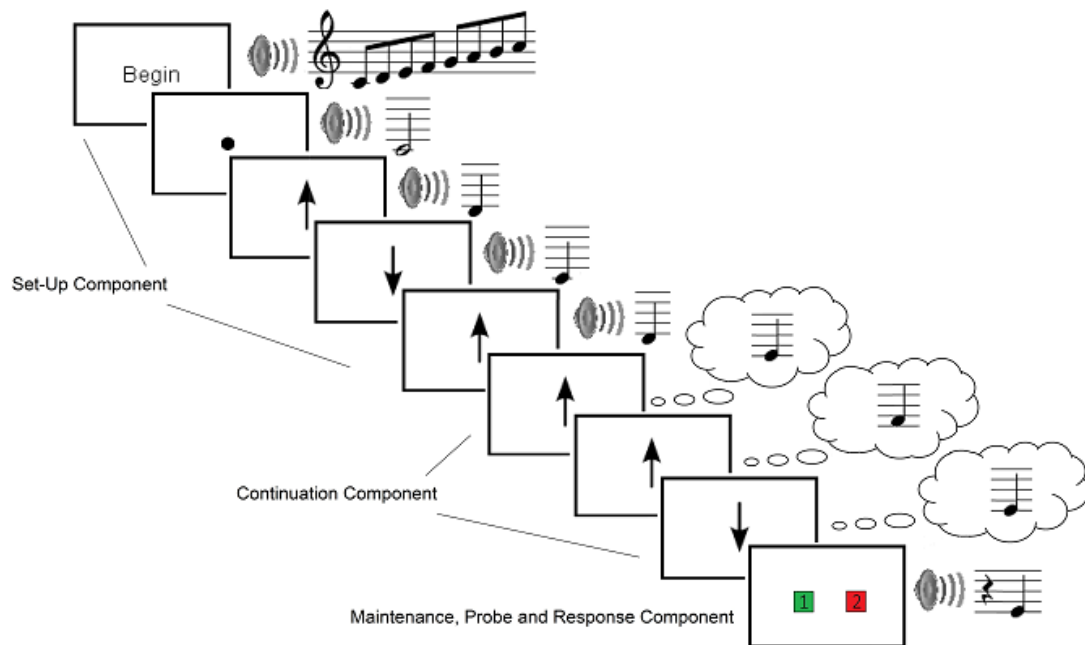 Begin
Set-Up Component
Continuation Component
1 2
Maintenance, Probe and Response Component